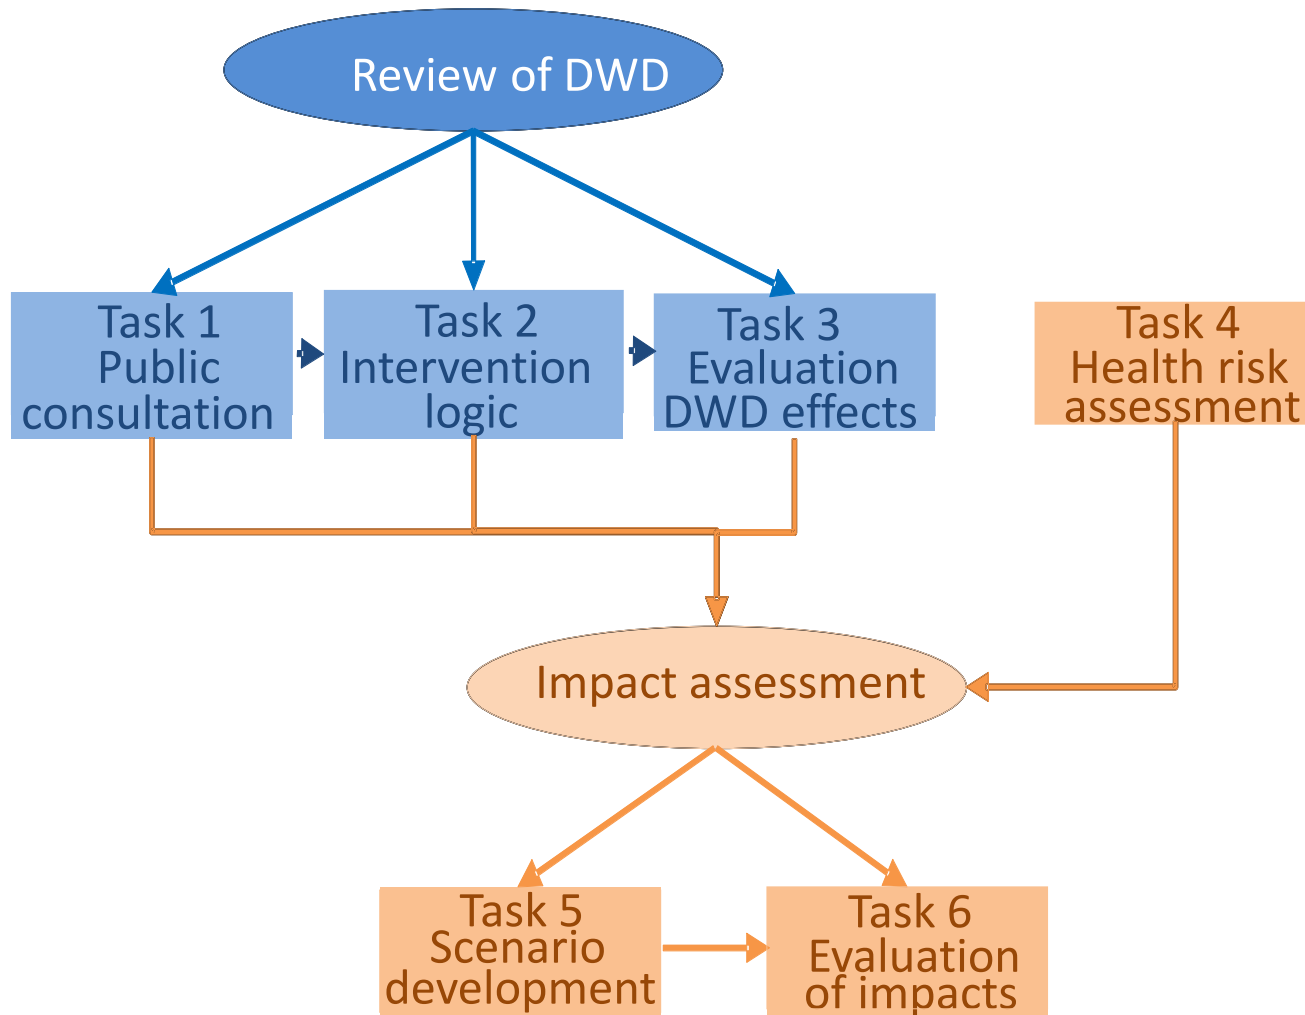 Review of DWD
Task 1
Public
consultation
Task 2
Intervention
logic
Task 3
Evaluation
DWD effects
Task 4
Health risk
assessment
Impact assessment
Task 5
Scenario
development
Task 6
Evaluation
of impacts